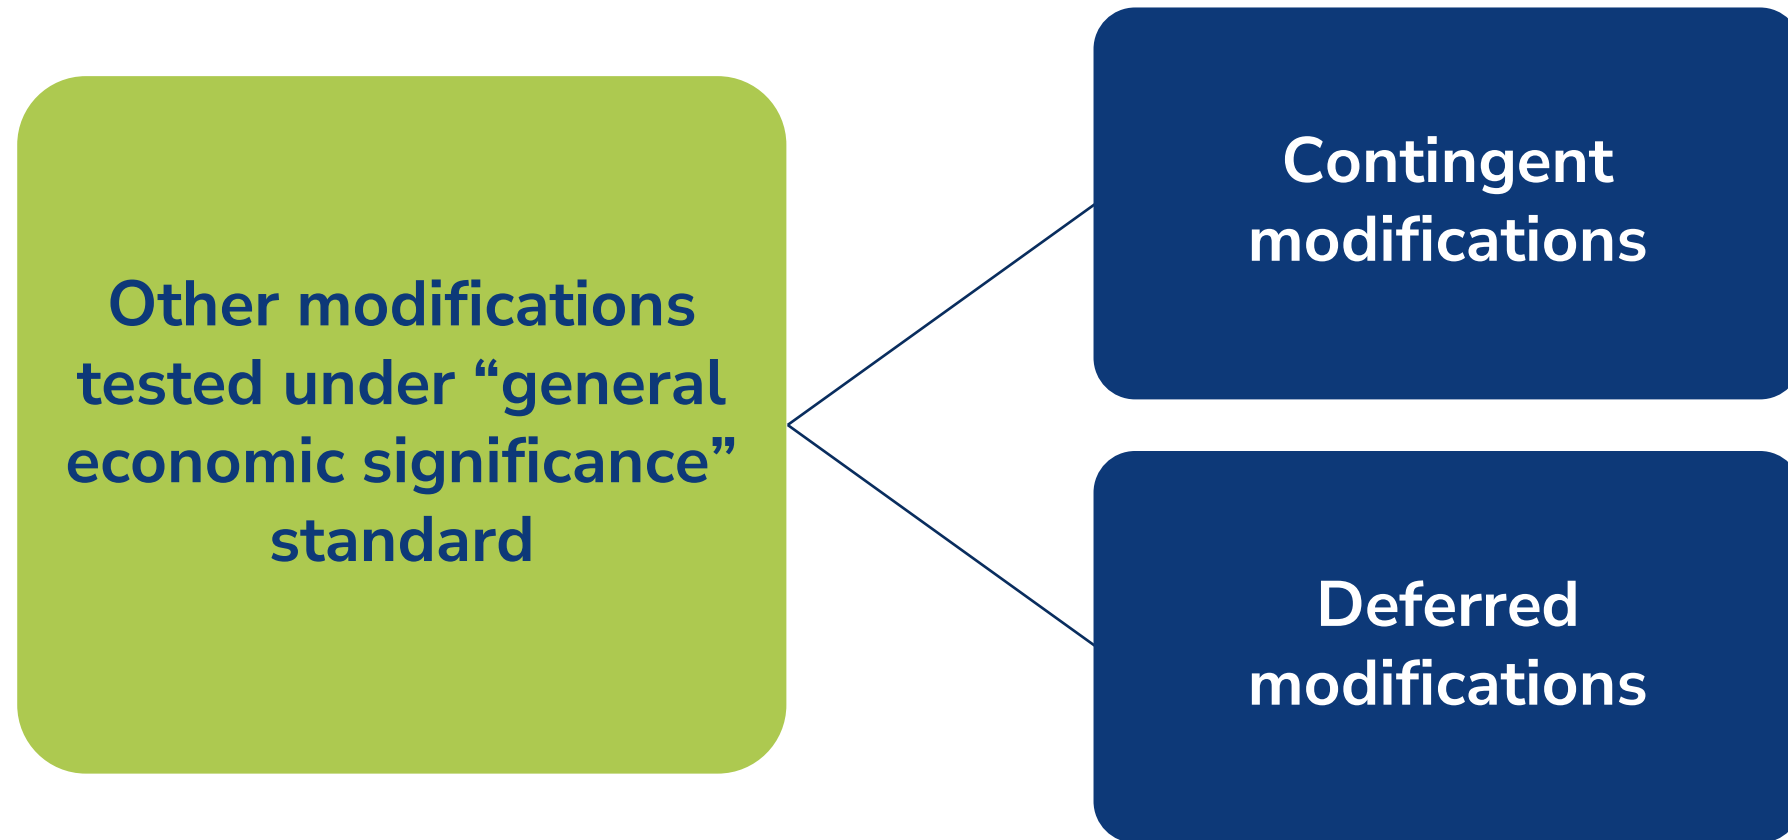 Other modifications
tested under “general
economic significance”
standard
Contingent
modifications
Deferred
modifications